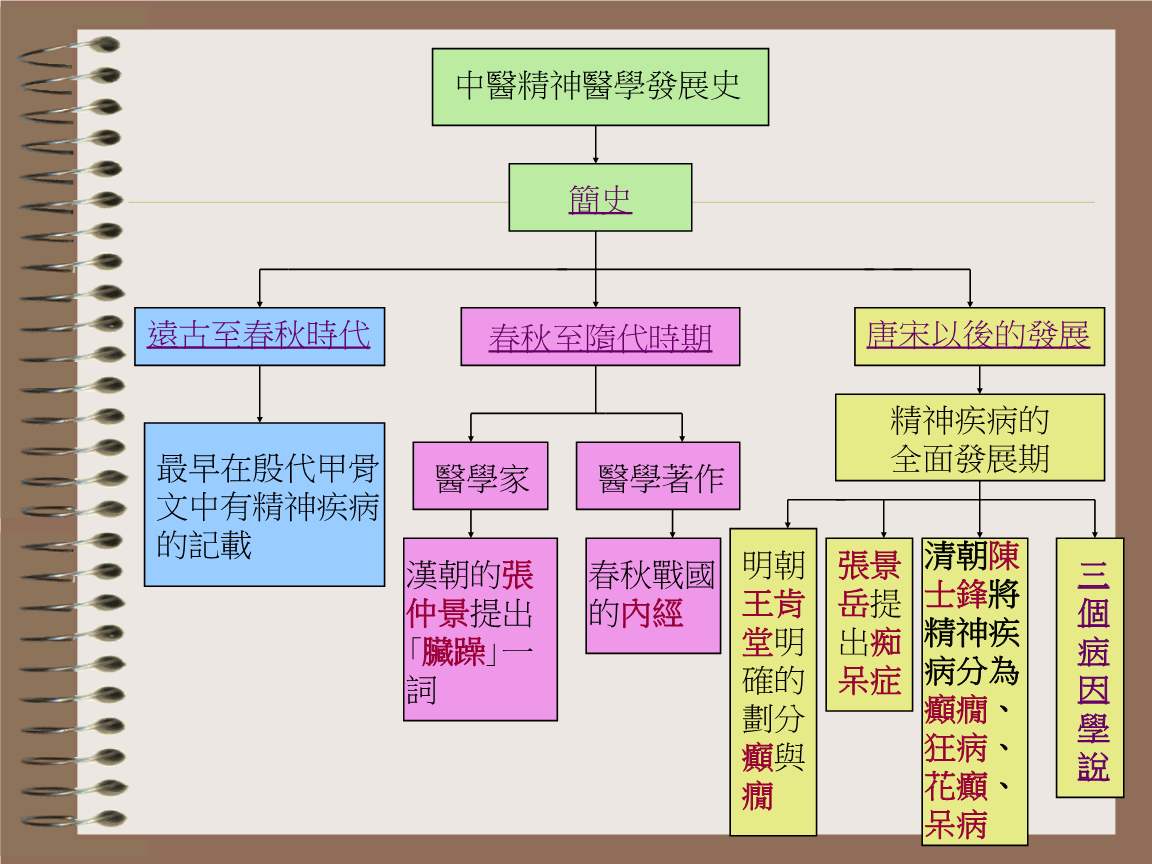 中醫精神醫學發展史
簡史
遠古至春秋時代
春秋至隋代時期
唐宋以後的發展
最早在殷代甲骨
文中有精神疾病
的記載
醫學家
醫學著作
精神疾病的
全面發展期
漢朝的張
仲景提出
「臟躁」一
詞
春秋戰國
的內經
明朝
王肯
堂明
確的
劃分
癲與
癇
張景
岳提
出痴
呆症
清朝陳
士鋒將
精神疾
病分為
癲癇、
狂病、
花癲、
呆病
三
個
病
因
學
說